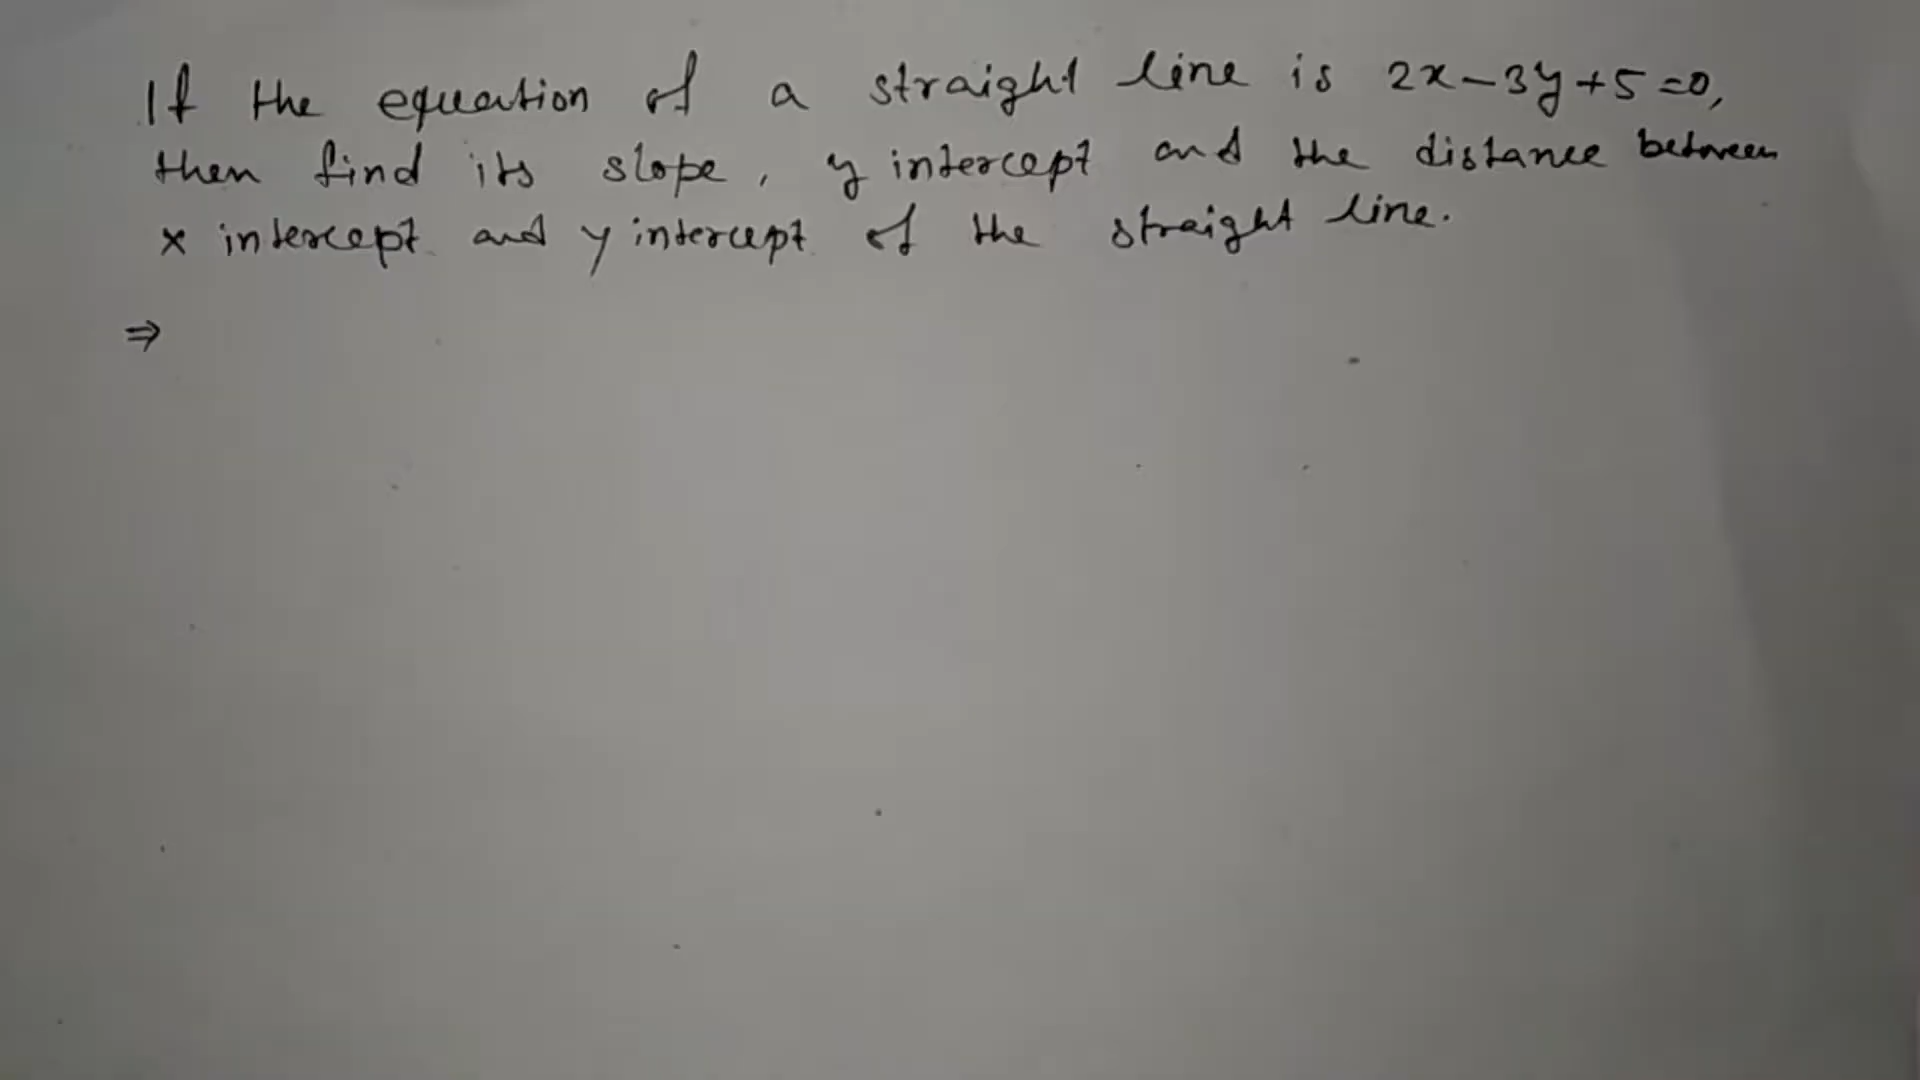 If the equation of a straight line is 2x-3y+5=0,
then find its slope, y intercept and the distance between
x intercept and y intercept of the straight line.
⇒